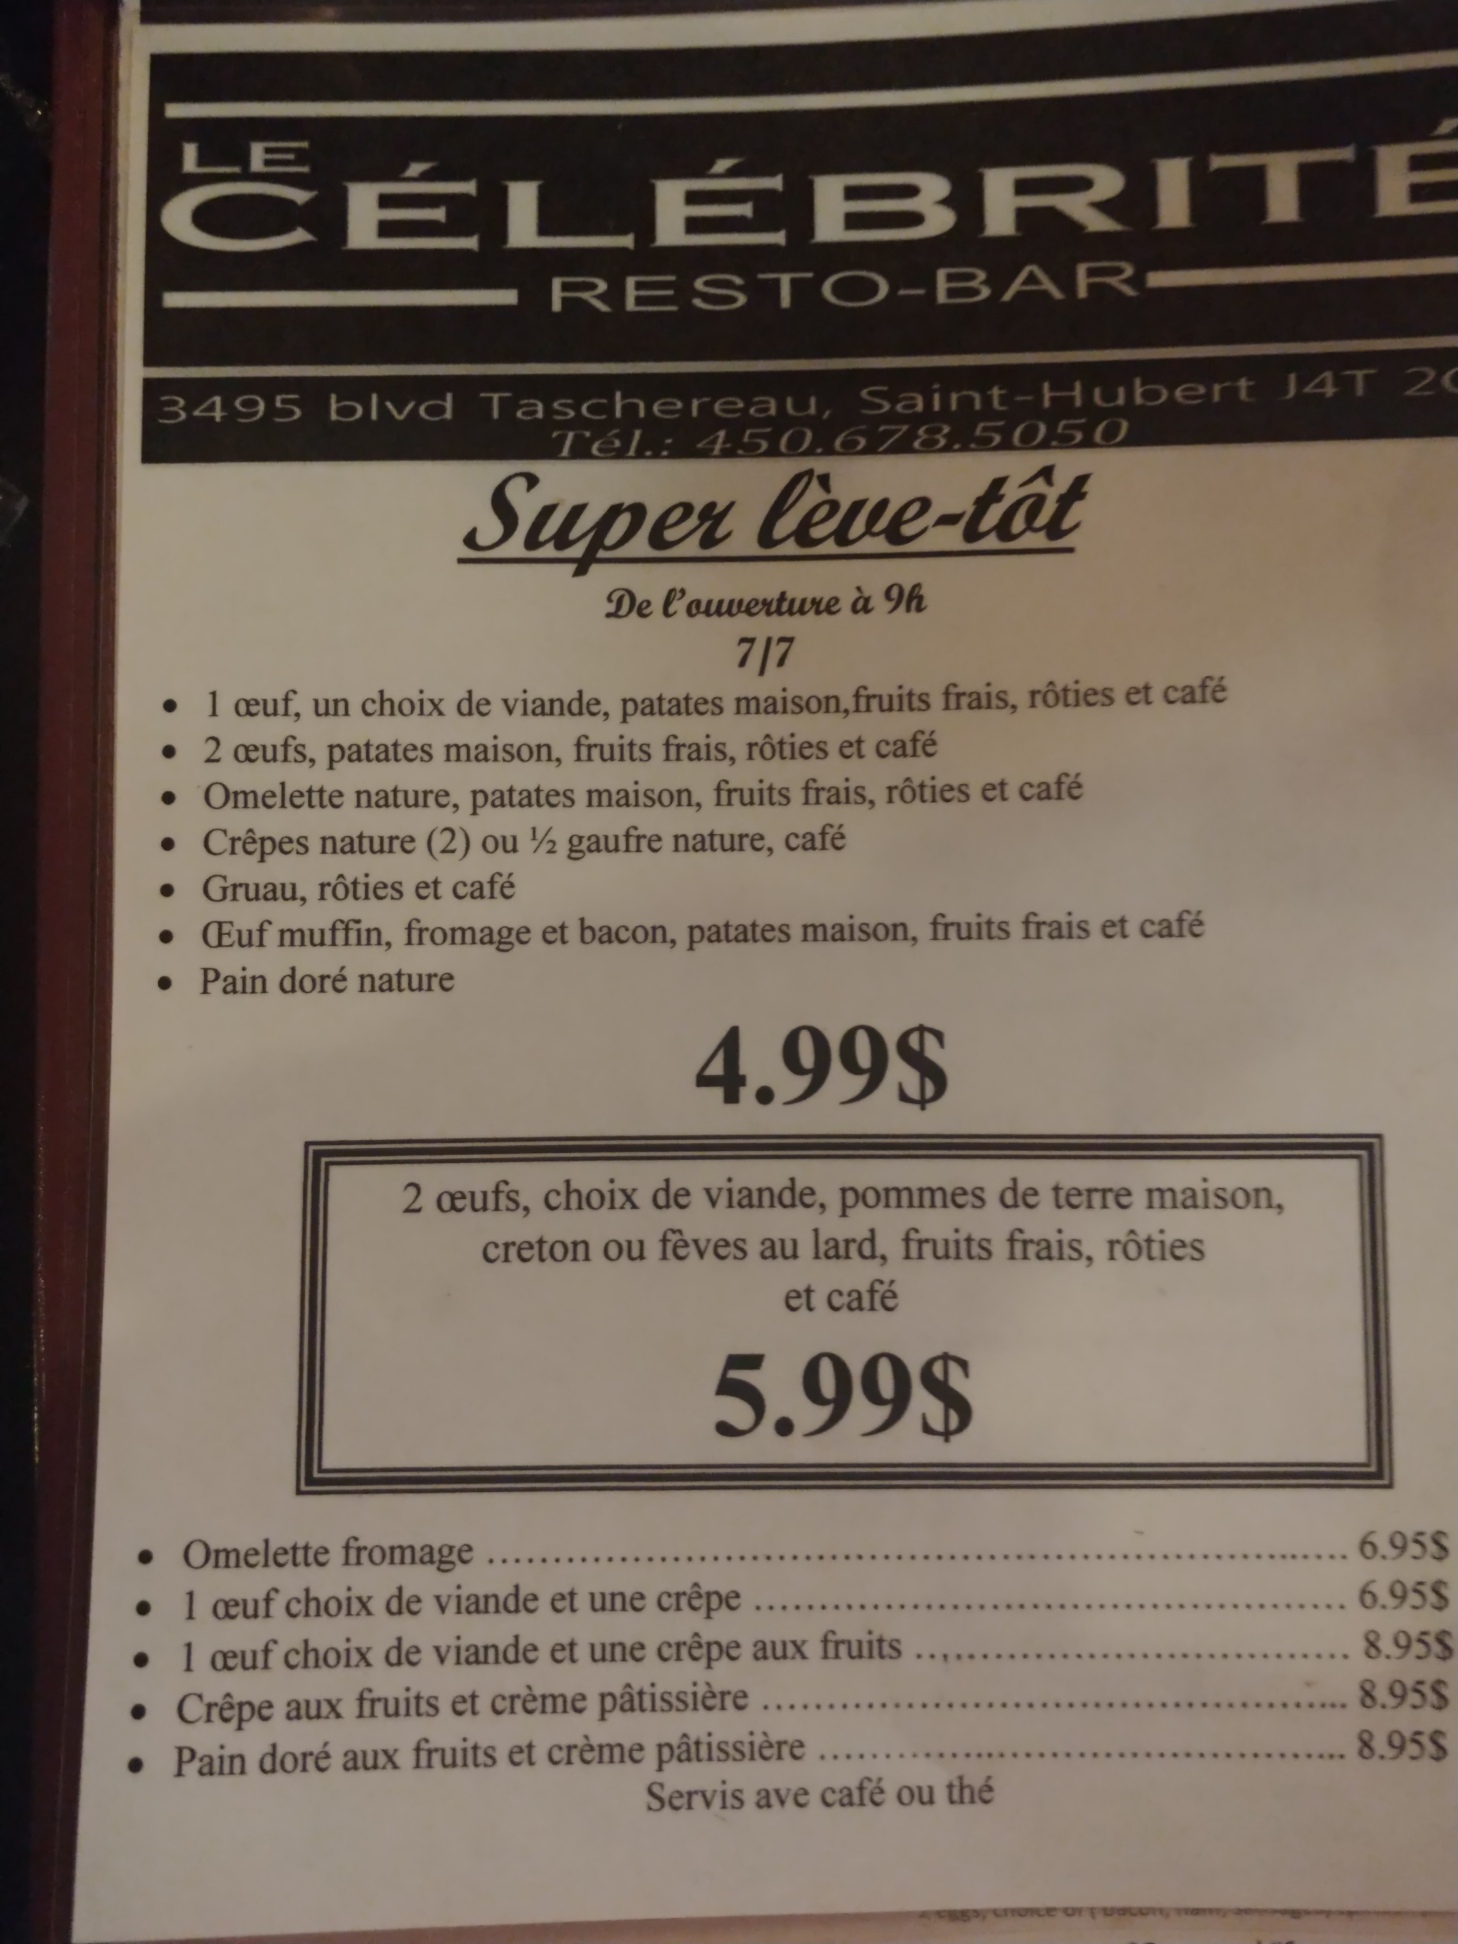 LE
CÉLÉBRITÉ
RESTO-BAR
3495 blvd Taschereau, Saint-Hubert J4T
Tél.: 450.678.5050
Super lève-tôt
De l'ouverture à 9h
7/7
• 1 œuf, un choix de viande, patates maison,fruits frais, rôties et café
• 2 œufs, patates maison, fruits frais, rôties et café
• Omelette nature, patates maison, fruits frais, rôties et café
• Crêpes nature (2) ou ½ gaufre nature, café
• Gruau, rôties et café
• Œuf muffin, fromage et bacon, patates maison, fruits frais et café
• Pain doré nature
4.99$
2 œufs, choix de viande, pommes de terre maison,
creton ou fèves au lard, fruits frais, rôties
et café
5.99$
• Omelette fromage ........................................ 6.95$
• 1 œuf choix de viande et une crêpe ........................................ 6.95$
• 1 œuf choix de viande et une crêpe aux fruits ........................................ 8.95$
• Crêpe aux fruits et crème pâtissière ........................................ 8.95$
• Pain doré aux fruits et crème pâtissière ........................................ 8.95$
Servis ave café ou thé
eggs, choice of (bacon, ham,